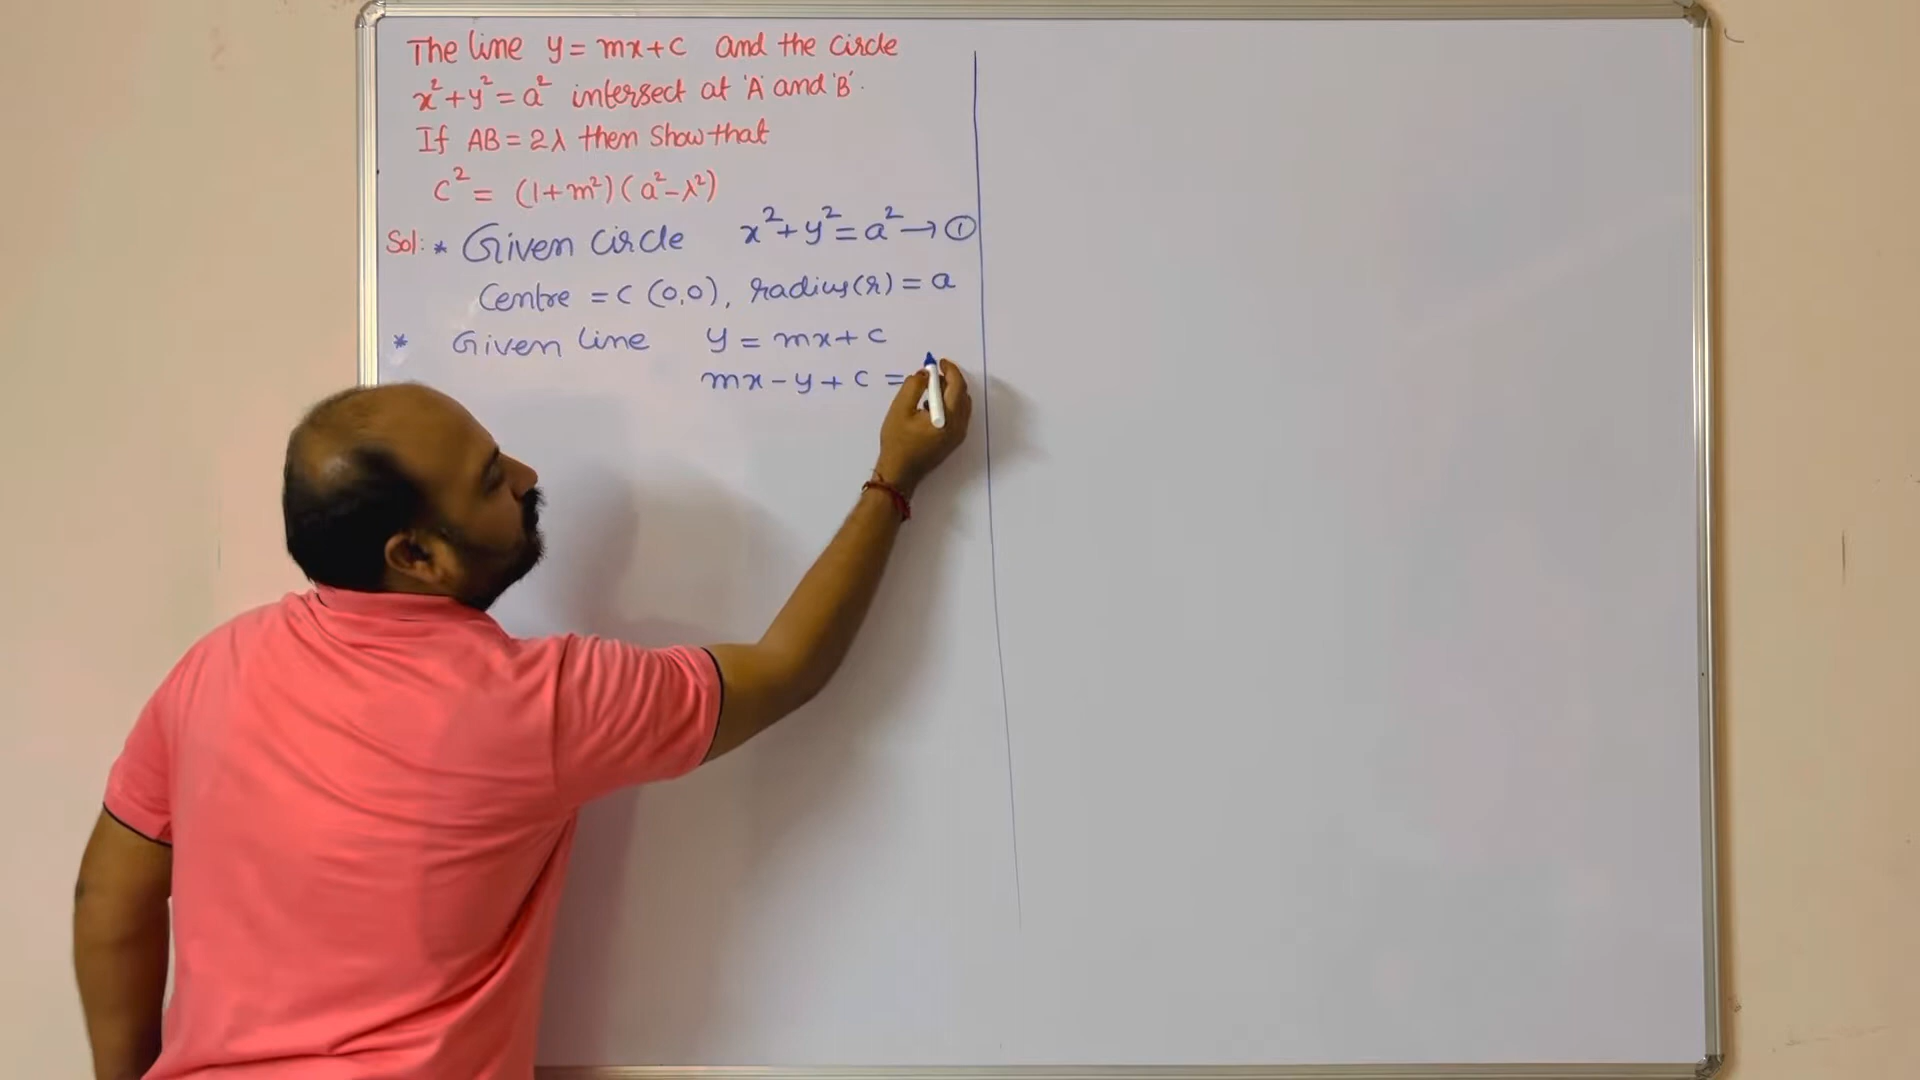 The line y = mx+c and the circle
x²+y² = a² intersect at 'A' and 'B'.
If AB = 2λ then Show that
c² = (1+m²)(a²-λ²)
Sol: * Given circle x²+y²=a² → ①
Centre = C (0,0), radius(r) = a
* Given line y = mx+c
mx-y+c =